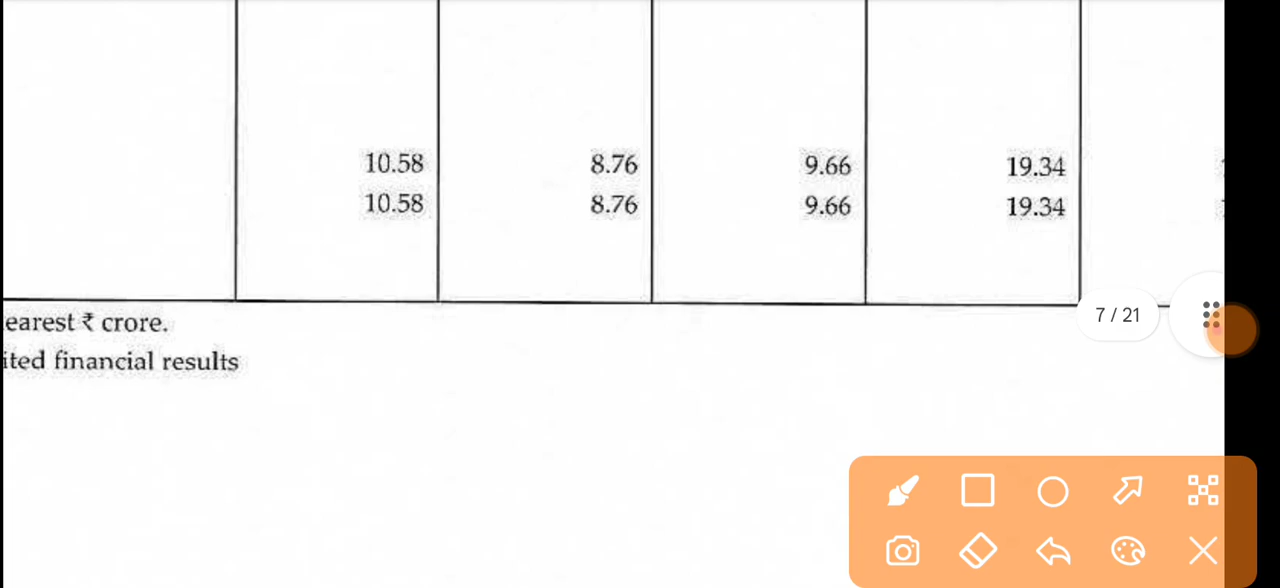 10.58 8.76 9.66 19.34
10.58 8.76 9.66 19.34
earest ₹ crore.
7 / 21
ited financial results